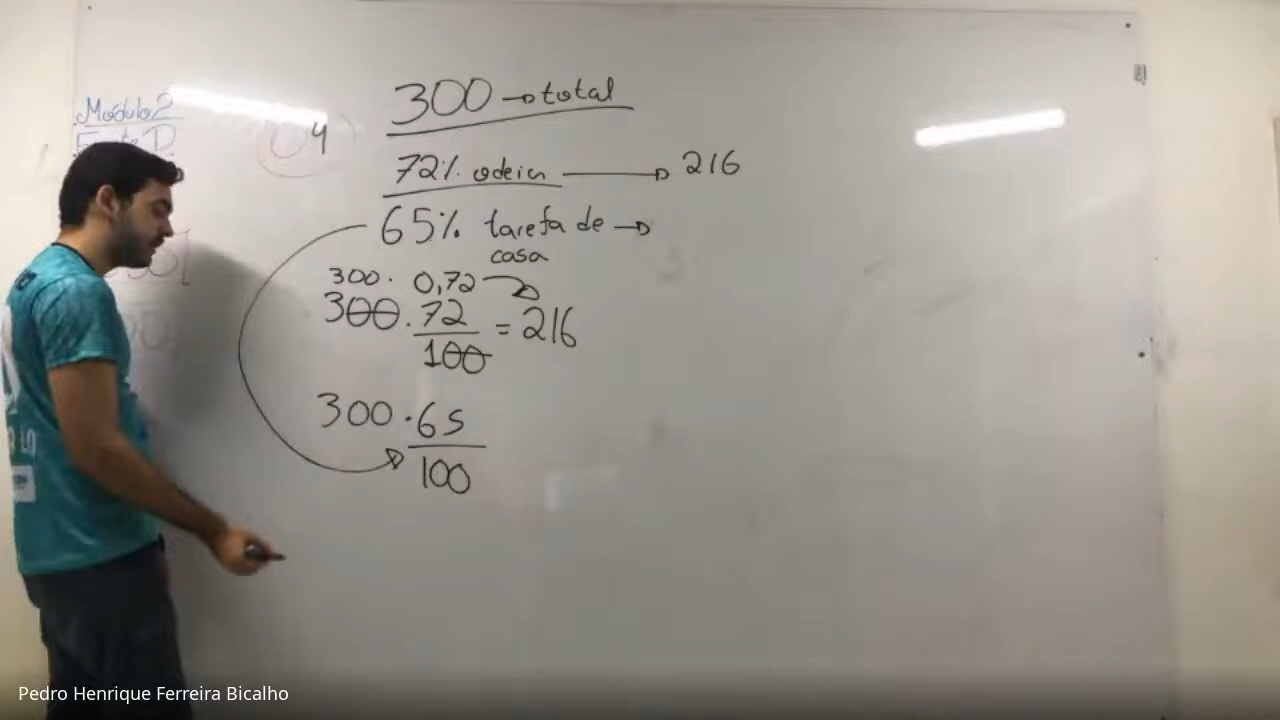 Módulo 2
4
300 → total
72% odeia → 216
65% tarefa de →
casa
300 · 0,72
300 · 72/100 = 216
300 · 65/100
Pedro Henrique Ferreira Bicalho